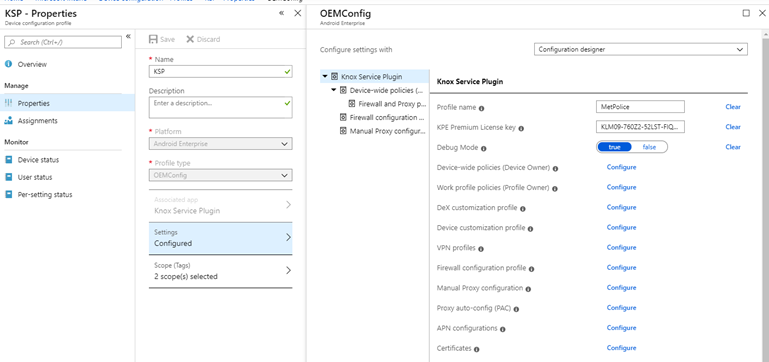 KSP - Properties
Device configuration profile
Search (Ctrl+/)
Overview
Manage
Properties
Assignments
Monitor
Device status
User status
Per-setting status
Save
Discard
* Name
KSP
Description
Enter a description...
* Platform
Android Enterprise
* Profile type
OEMConfig
Associated app
Knox Service Plugin
Settings
Configured
Scope (Tags)
2 scope(s) selected
OEMConfig
Android Enterprise
Configure settings with
Configuration designer
Knox Service Plugin
Device-wide policies (...
Firewall and Proxy p...
Firewall configuration ...
Manual Proxy configur...
Knox Service Plugin
Profile name
MetPolice
Clear
KPE Premium License key
KLM09-760Z2-52LST-FIQ...
Clear
Debug Mode
true
false
Clear
Device-wide policies (Device Owner)
Configure
Work profile policies (Profile Owner)
Configure
DeX customization profile
Configure
Device customization profile
Configure
VPN profiles
Configure
Firewall configuration profile
Configure
Manual Proxy configuration
Configure
Proxy auto-config (PAC)
Configure
APN configurations
Configure
Certificates
Configure